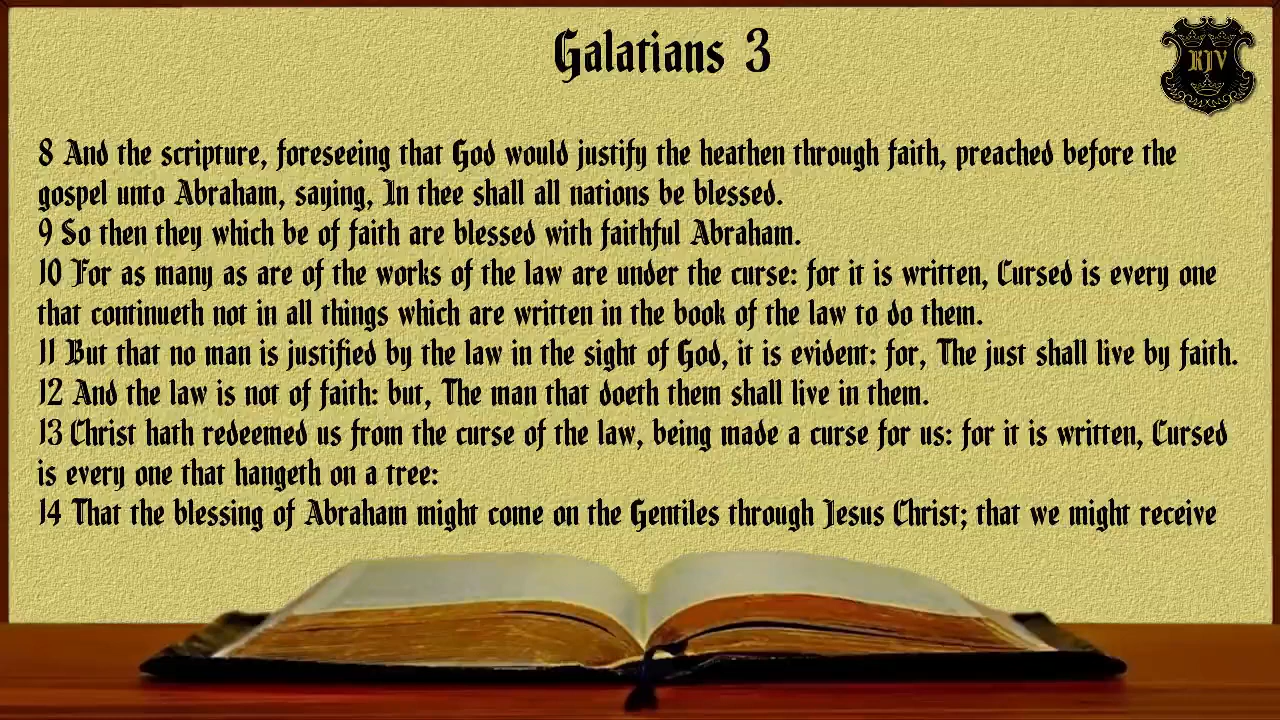 Galatians 3
KJV
8 And the scripture, foreseeing that God would justify the heathen through faith, preached before the
gospel unto Abraham, saying, In thee shall all nations be blessed.
9 So then they which be of faith are blessed with faithful Abraham.
10 For as many as are of the works of the law are under the curse: for it is written, Cursed is every one
that continueth not in all things which are written in the book of the law to do them.
11 But that no man is justified by the law in the sight of God, it is evident: for, The just shall live by faith.
12 And the law is not of faith: but, The man that doeth them shall live in them.
13 Christ hath redeemed us from the curse of the law, being made a curse for us: for it is written, Cursed
is every one that hangeth on a tree:
14 That the blessing of Abraham might come on the Gentiles through Jesus Christ; that we might receive